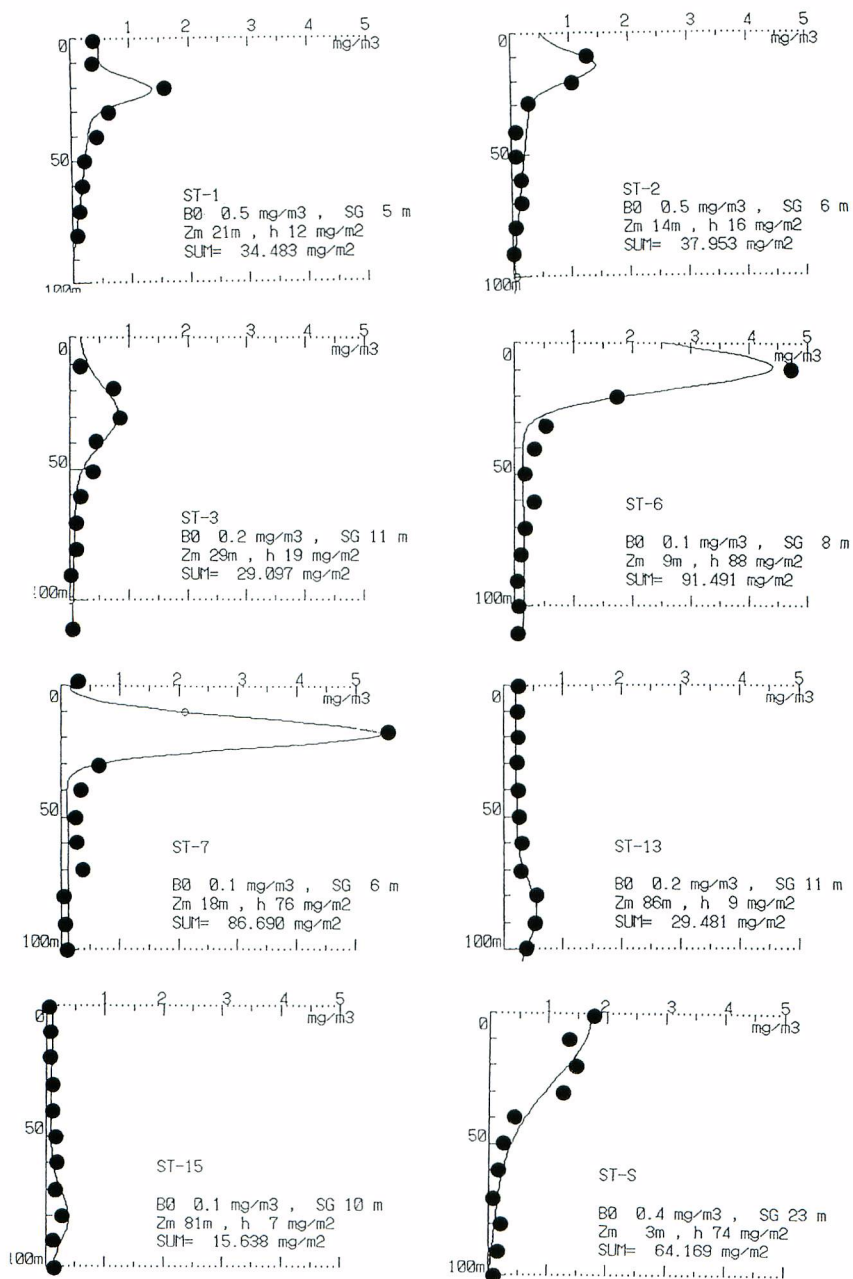 1 2 3 4 5
mg/m3
0
50
100m
ST-1
B0 0.5 mg/m3 , SG 5 m
Zm 21m , h 12 mg/m2
SUM= 34.483 mg/m2
1 2 3 4 5
mg/m3
0
50
100m
ST-2
B0 0.5 mg/m3 , SG 6 m
Zm 14m , h 16 mg/m2
SUM= 37.953 mg/m2
1 2 3 4 5
mg/m3
0
50
100m
ST-3
B0 0.2 mg/m3 , SG 11 m
Zm 29m , h 19 mg/m2
SUM= 29.097 mg/m2
1 2 3 4 5
mg/m3
0
50
100m
ST-6
B0 0.1 mg/m3 , SG 8 m
Zm 9m , h 88 mg/m2
SUM= 91.491 mg/m2
1 2 3 4 5
mg/m3
0
50
100m
ST-7
B0 0.1 mg/m3 , SG 6 m
Zm 18m , h 76 mg/m2
SUM= 86.690 mg/m2
1 2 3 4 5
mg/m3
0
50
100m
ST-13
B0 0.2 mg/m3 , SG 11 m
Zm 86m , h 9 mg/m2
SUM= 29.481 mg/m2
1 2 3 4 5
mg/m3
0
50
100m
ST-15
B0 0.1 mg/m3 , SG 10 m
Zm 81m , h 7 mg/m2
SUM= 15.638 mg/m2
1 2 3 4 5
mg/m3
0
50
100m
ST-S
B0 0.4 mg/m3 , SG 23 m
Zm 3m , h 74 mg/m2
SUM= 64.169 mg/m2